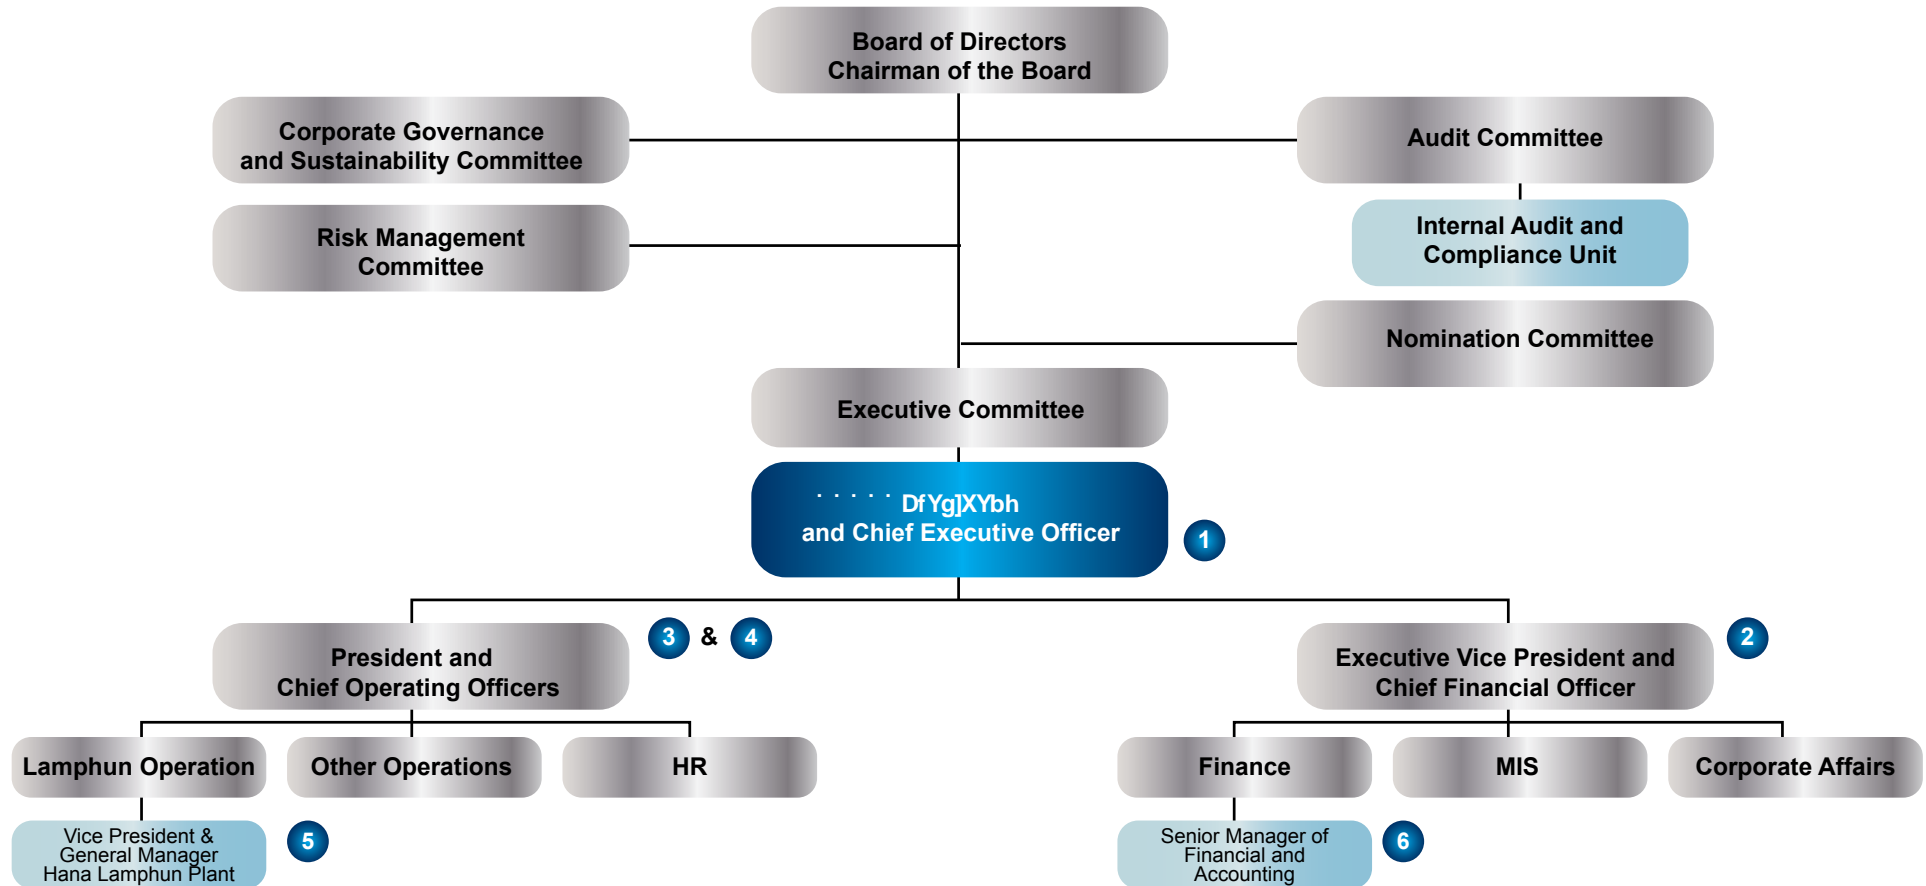 Board of Directors
Chairman of the Board
Corporate Governance
and Sustainability Committee
Audit Committee
Risk Management
Committee
Internal Audit and
Compliance Unit
Nomination Committee
Executive Committee
. . . . . DfYg]XYbh
and Chief Executive Officer
1
3 & 4
2
President and
Chief Operating Officers
Executive Vice President and
Chief Financial Officer
Lamphun Operation
Other Operations
HR
Finance
MIS
Corporate Affairs
Vice President &
General Manager
Hana Lamphun Plant
5
Senior Manager of
Financial and
Accounting
6